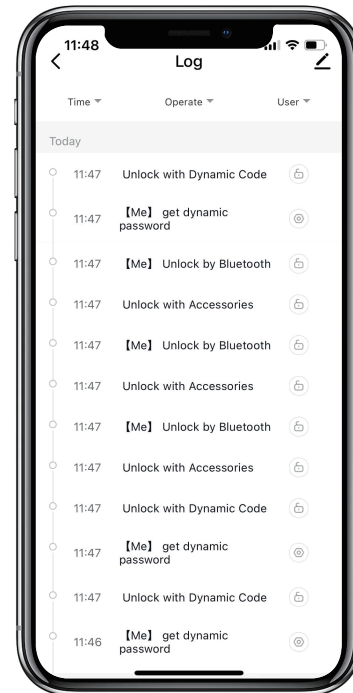 11:48
Log
Time Operate User
Today
11:47 Unlock with Dynamic Code
11:47 【Me】 get dynamic
password
11:47 【Me】 Unlock by Bluetooth
11:47 Unlock with Accessories
11:47 【Me】 Unlock by Bluetooth
11:47 Unlock with Accessories
11:47 【Me】 Unlock by Bluetooth
11:47 Unlock with Accessories
11:47 Unlock with Dynamic Code
11:47 【Me】 get dynamic
password
11:47 Unlock with Dynamic Code
11:46 【Me】 get dynamic
password